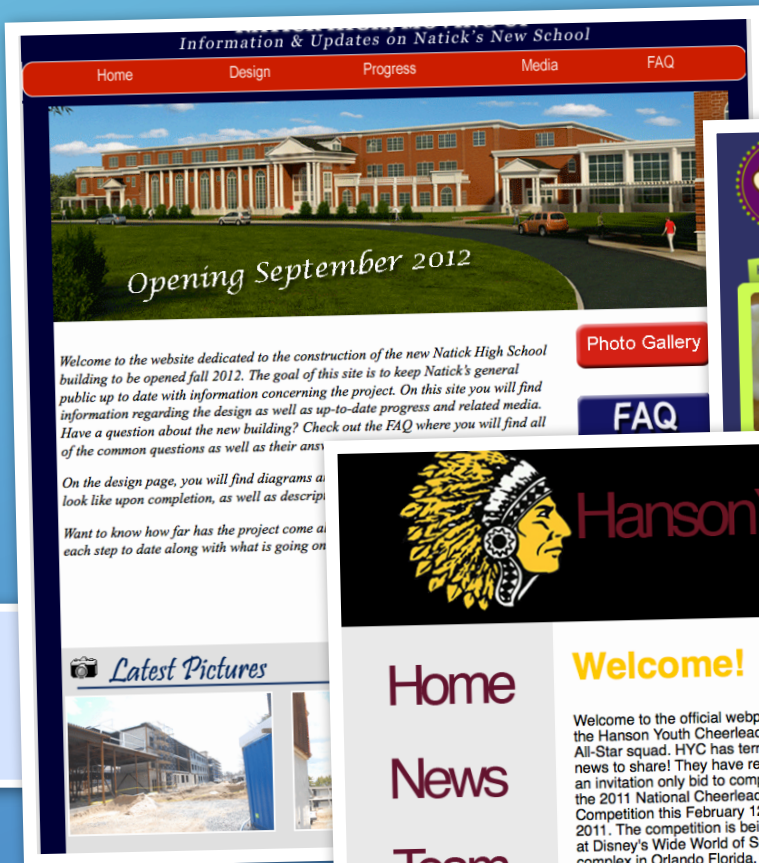 Information & Updates on Natick's New School
Home Design Progress Media FAQ
Opening September 2012
Welcome to the website dedicated to the construction of the new Natick High School
building to be opened fall 2012. The goal of this site is to keep Natick's general
public up to date with information concerning the project. On this site you will find
information regarding the design as well as up-to-date progress and related media.
Have a question about the new building? Check out the FAQ where you will find all
of the common questions as well as their
On the design page, you will find diagrams
look like upon completion, as well as
Want to know how far has the project come
each step to date along with what is going on
Photo Gallery
FAQ
Latest Pictures
Hanson
Home
News
Team
Welcome!
Welcome to the official
the Hanson Youth
All-Star squad. HYC has
news to share! They have
an invitation only bid to
the 2011 National
Competition this February
2011. The competition is
at Disney's Wide World of
complex in Orlando Florida.